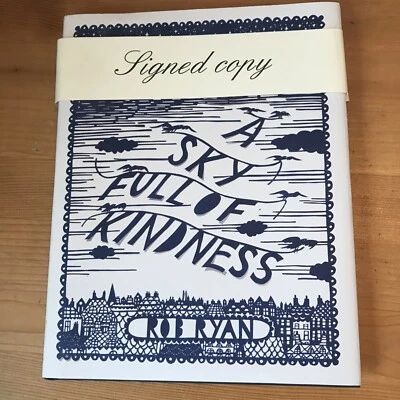 Signed copy
A
SKY
FULL OF
KINDNESS
ROB RYAN